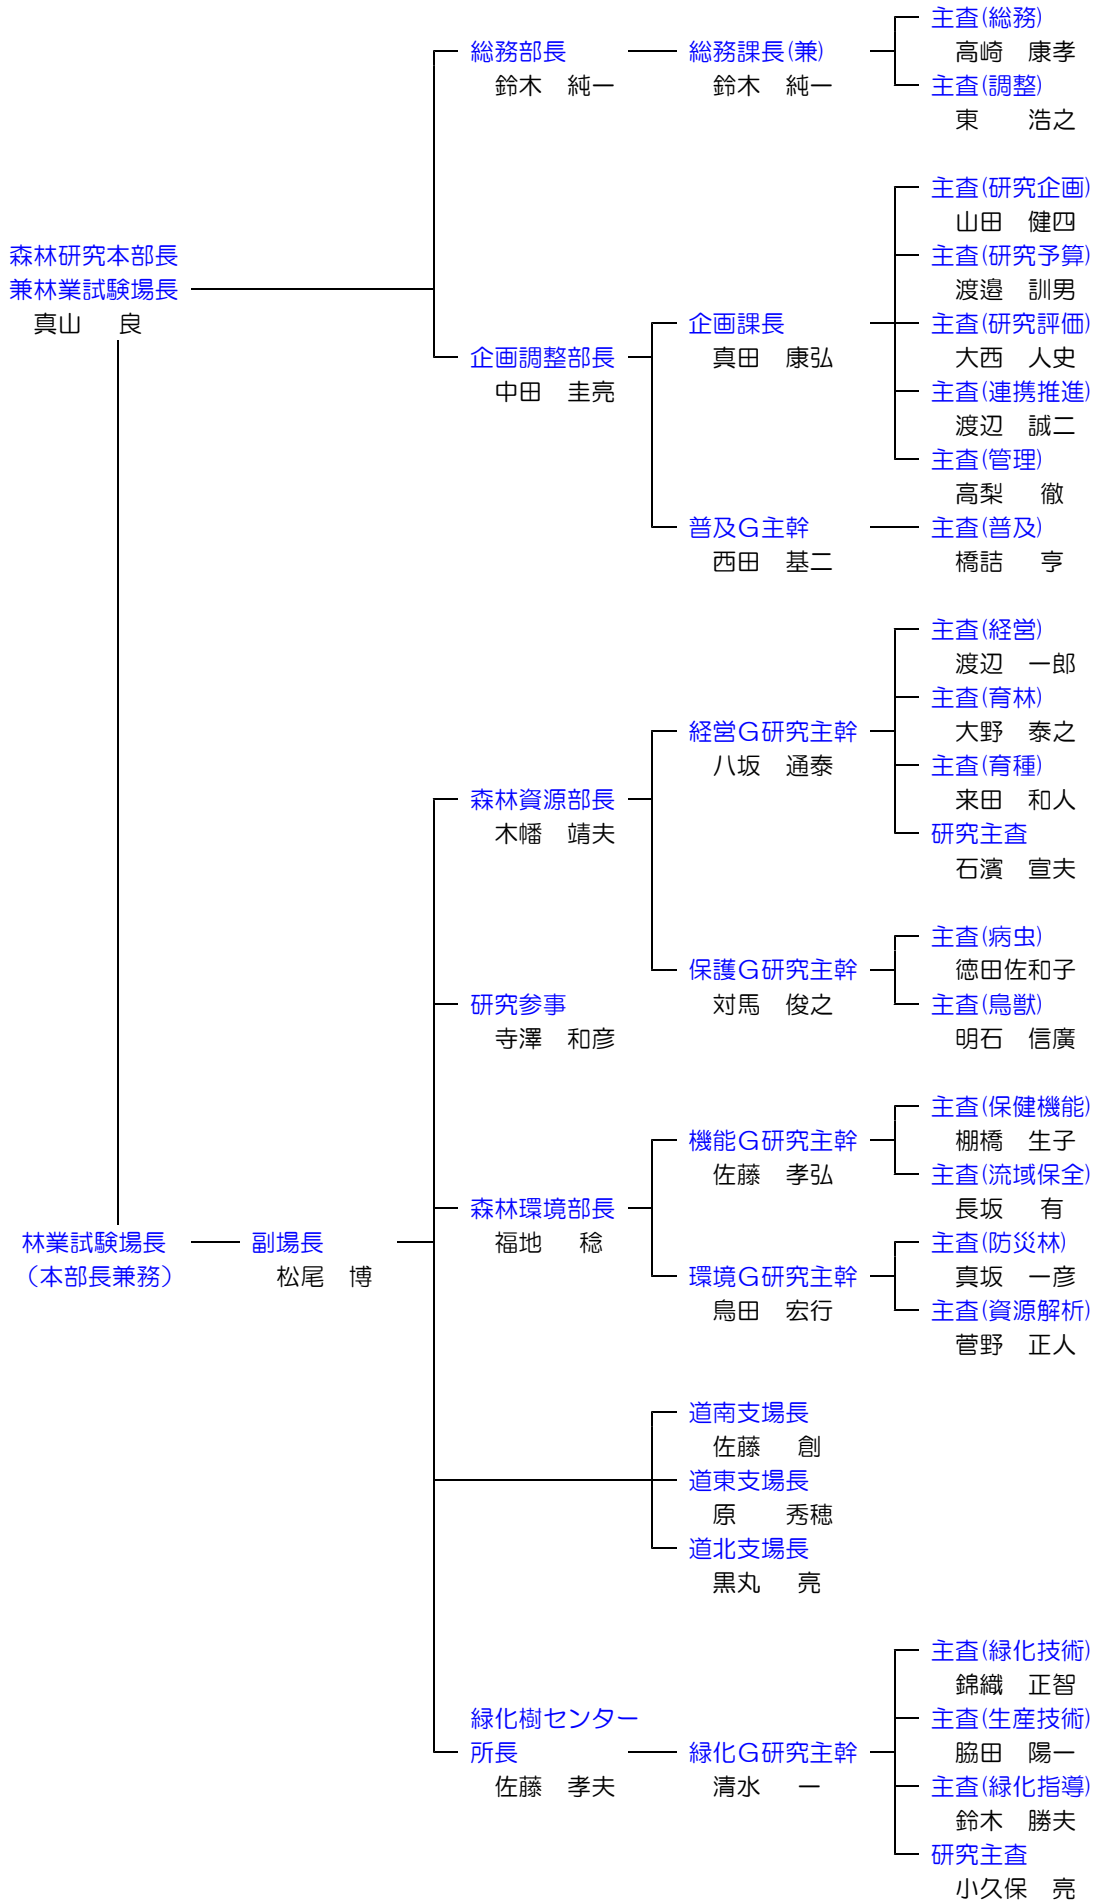 主査(総務)
総務部長　総務課長(兼)　高崎　康孝
鈴木　純一　鈴木　純一　主査(調整)
東　　浩之
主査(研究企画)
山田　健四
森林研究本部長　主査(研究予算)
兼林業試験場長　渡邉　訓男
真山　良　企画課長　主査(研究評価)
企画調整部長　真田　康弘　大西　人史
中田　圭亮　主査(連携推進)
渡辺　誠二
主査(管理)
高梨　徹
普及G主幹　主査(普及)
西田　基二　橋詰　亨
主査(経営)
渡辺　一郎
主査(育林)
経営G研究主幹　大野　泰之
八坂　通泰　主査(育種)
森林資源部長　来田　和人
木幡　靖夫　研究主査
石濱　宣夫
主査(病虫)
保護G研究主幹　徳田佐和子
研究参事　対馬　俊之　主査(鳥獣)
寺澤　和彦　明石　信廣
主査(保健機能)
機能G研究主幹　棚橋　生子
佐藤　孝弘　主査(流域保全)
森林環境部長　長坂　有
林業試験場長　副場長　福地　稔　主査(防災林)
（本部長兼務）　松尾　博　環境G研究主幹　真坂　一彦
鳥田　宏行　主査(資源解析)
菅野　正人
道南支場長
佐藤　創
道東支場長
原　　秀穂
道北支場長
黒丸　亮
主査(緑化技術)
錦織　正智
緑化樹センター　主査(生産技術)
所長　緑化G研究主幹　脇田　陽一
佐藤　孝夫　清水　一　主査(緑化指導)
鈴木　勝夫
研究主査
小久保　亮